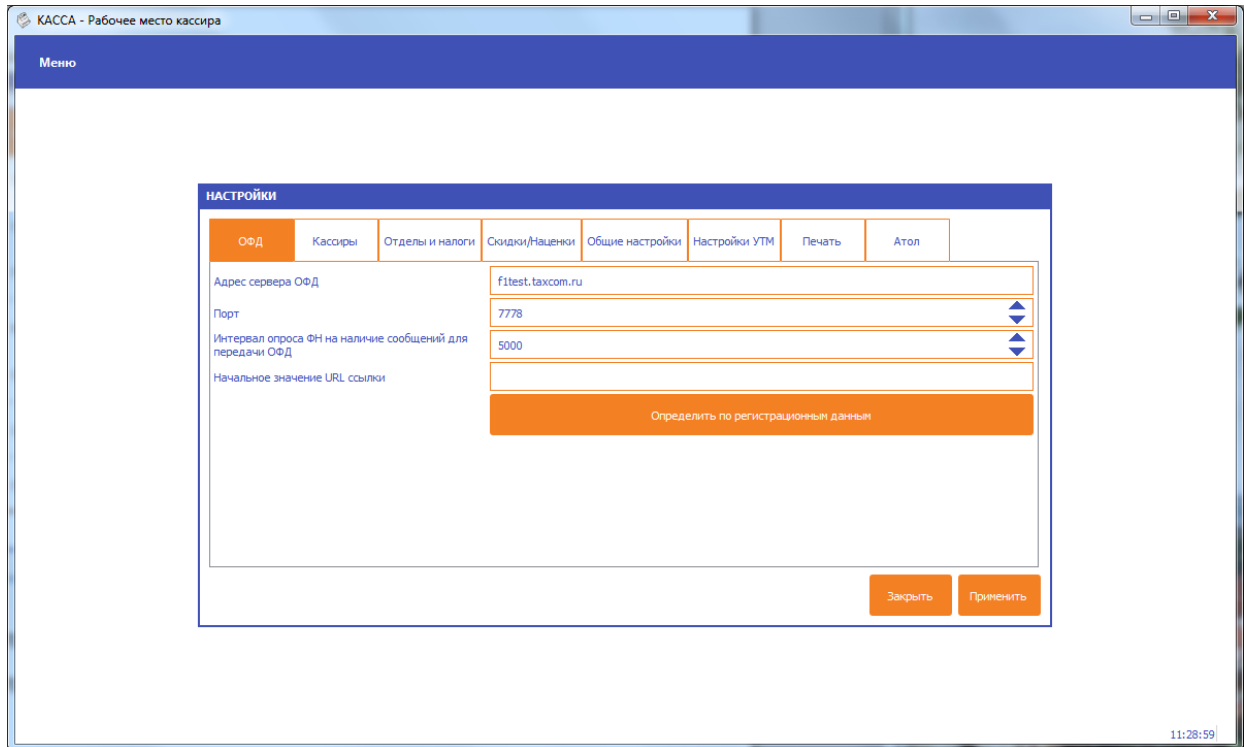 КАССА - Рабочее место кассира
Меню
НАСТРОЙКИ
ОФД Кассиры Отделы и налоги Скидки/Наценки Общие настройки Настройки УТМ Печать Атол
Адрес сервера ОФД f1test.taxcom.ru
Порт 7778
Интервал опроса ФН на наличие сообщений для
передачи ОФД 5000
Начальное значение URL ссылки
Определить по регистрационным данным
Закрыть Применить
11:28:59